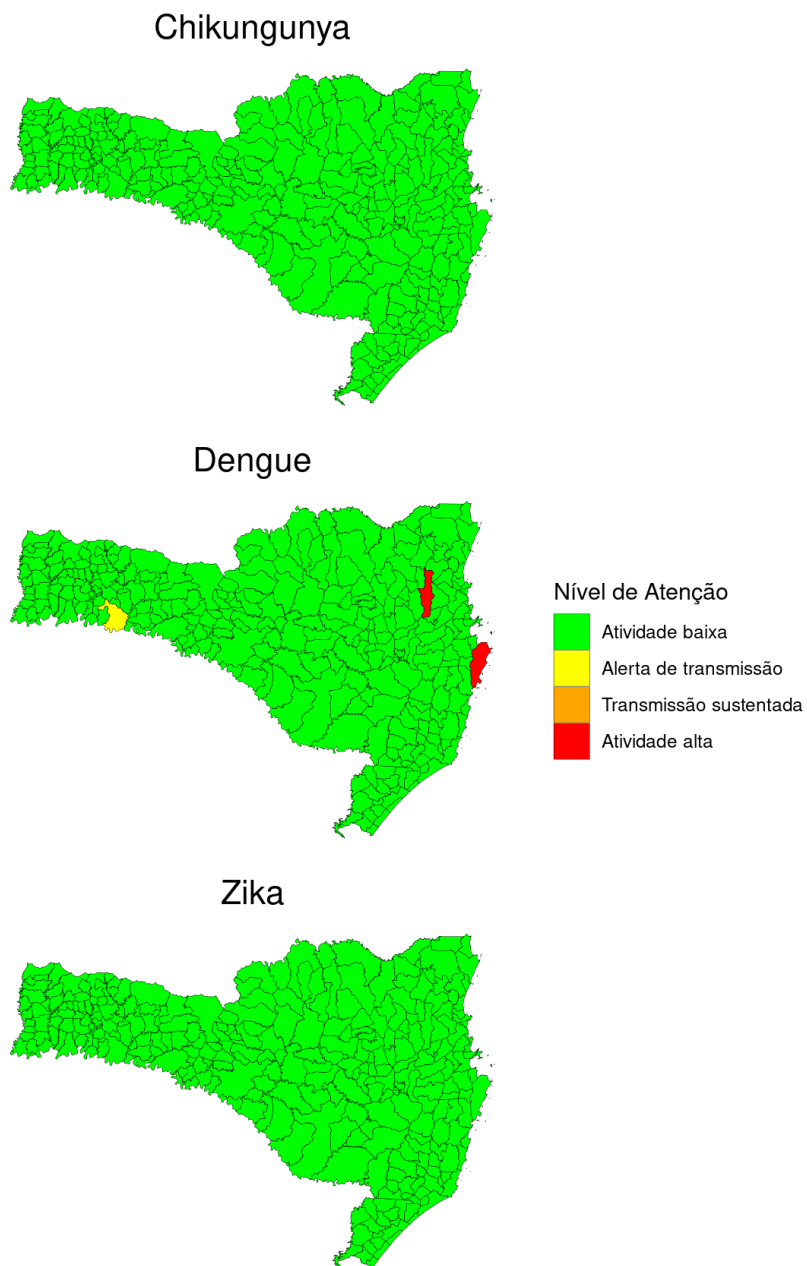 Chikungunya
Dengue
Nível de Atenção
Atividade baixa
Alerta de transmissão
Transmissão sustentada
Atividade alta
Zika